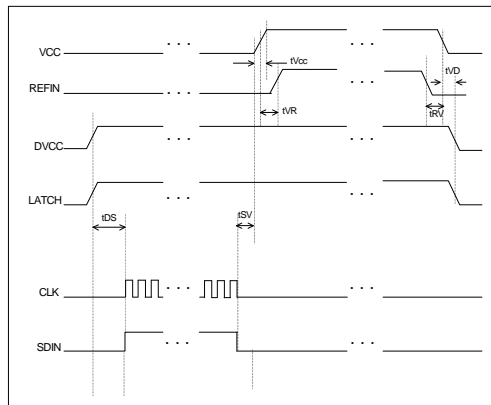 VCC
tVcc
tVD
REFIN
tVR
tRV
DVCC
LATCH
tDS
tSV
CLK
SDIN